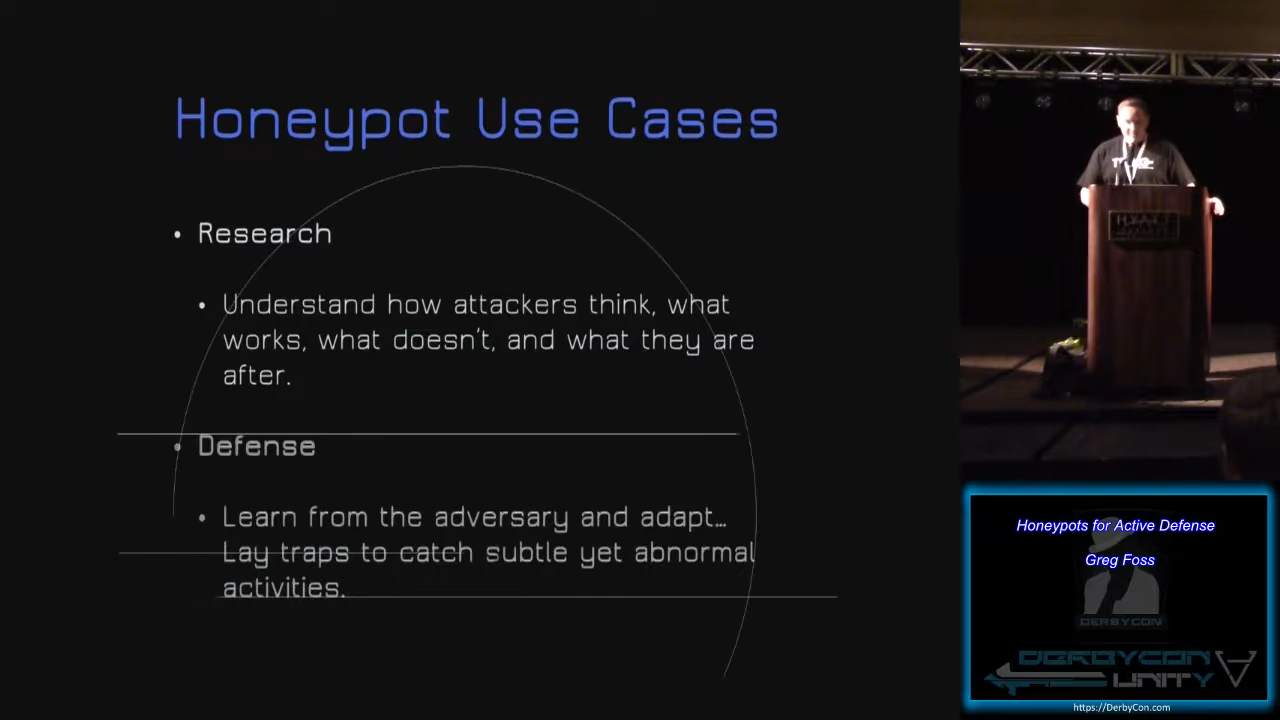 Honeypot Use Cases
• Research
• Understand how attackers think, what
works, what doesn't, and what they are
after.
• Defense
• Learn from the adversary and adapt...
Lay traps to catch subtle yet abnormal
activities.
HYATT
Honeypots for Active Defense
Greg Foss
DERBYCON
DERBYCON
UNITY
https://DerbyCon.com